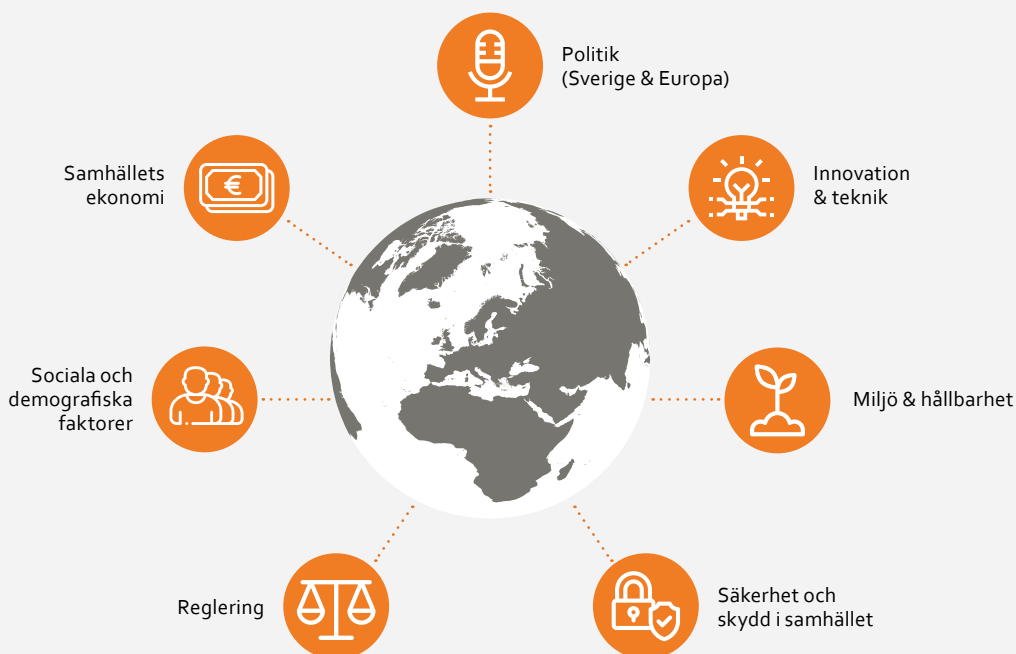 Politik
(Sverige & Europa)
Samhällets
ekonomi
Innovation
& teknik
Sociala och
demografiska
faktorer
Miljö & hållbarhet
Reglering
Säkerhet och
skydd i samhället